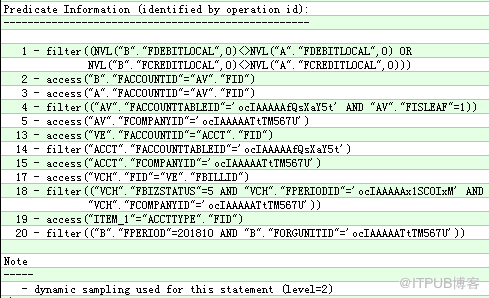 Predicate Information (identified by operation id):
---------------------------------------------------
1 - filter((NVL("B"."FDEBITLOCAL",0)<>NVL("A"."FDEBITLOCAL",0) OR
NVL("B"."FCREDITLOCAL",0)<>NVL("A"."FCREDITLOCAL",0)))
2 - access("B"."FACCOUNTID"="AV"."FID")
3 - access("A"."FACCOUNTID"="AV"."FID")
4 - filter(("AV"."FACCOUNTTABLEID"='ocIAAAAAfQsXaY5t' AND "AV"."FISLEAF"=1))
5 - access("AV"."FCOMPANYID"='ocIAAAAATtTM567U')
13 - access("VE"."FACCOUNTID"="ACCT"."FID")
14 - filter("ACCT"."FACCOUNTTABLEID"='ocIAAAAAfQsXaY5t')
15 - access("ACCT"."FCOMPANYID"='ocIAAAAATtTM567U')
17 - access("VCH"."FID"="VE"."FBILLID")
18 - filter(("VCH"."FBIZSTATUS"=5 AND "VCH"."FPERIODID"='ocIAAAAAx1SCOIxM' AND
"VCH"."FCOMPANYID"='ocIAAAAATtTM567U'))
19 - access("ITEM_1"="ACCTTYPE"."FID")
20 - filter(("B"."FPERIOD"=201810 AND "B"."FORGUNITID"='ocIAAAAATtTM567U'))
Note
-----
- dynamic sampling used for this statement (level=2)
@ITPUB博客